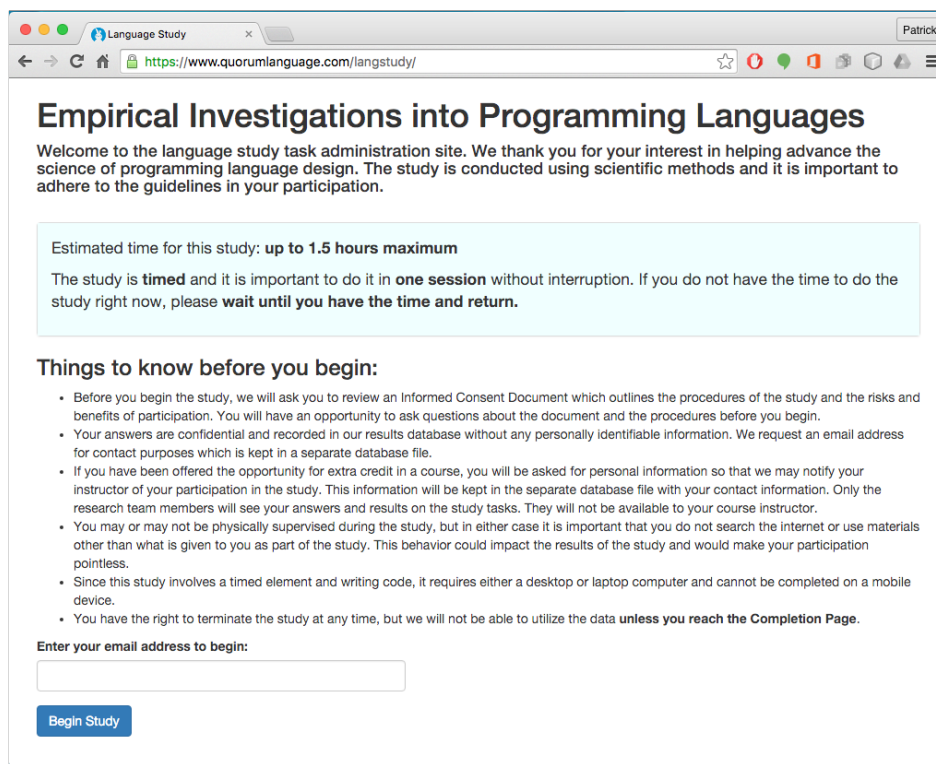 Language Study
Patrick
https://www.quorumlanguage.com/langstudy/
Empirical Investigations into Programming Languages
Welcome to the language study task administration site. We thank you for your interest in helping advance the
science of programming language design. The study is conducted using scientific methods and it is important to
adhere to the guidelines in your participation.
Estimated time for this study: up to 1.5 hours maximum
The study is timed and it is important to do it in one session without interruption. If you do not have the time to do the
study right now, please wait until you have the time and return.
Things to know before you begin:
• Before you begin the study, we will ask you to review an Informed Consent Document which outlines the procedures of the study and the risks and
benefits of participation. You will have an opportunity to ask questions about the document and the procedures before you begin.
• Your answers are confidential and recorded in our results database without any personally identifiable information. We request an email address
for contact purposes which is kept in a separate database file.
• If you have been offered the opportunity for extra credit in a course, you will be asked for personal information so that we may notify your
instructor of your participation in the study. This information will be kept in the separate database file with your contact information. Only the
research team members will see your answers and results on the study tasks. They will not be available to your course instructor.
• You may or may not be physically supervised during the study, but in either case it is important that you do not search the internet or use materials
other than what is given to you as part of the study. This behavior could impact the results of the study and would make your participation
pointless.
• Since this study involves a timed element and writing code, it requires either a desktop or laptop computer and cannot be completed on a mobile
device.
• You have the right to terminate the study at any time, but we will not be able to utilize the data unless you reach the Completion Page.
Enter your email address to begin:
Begin Study